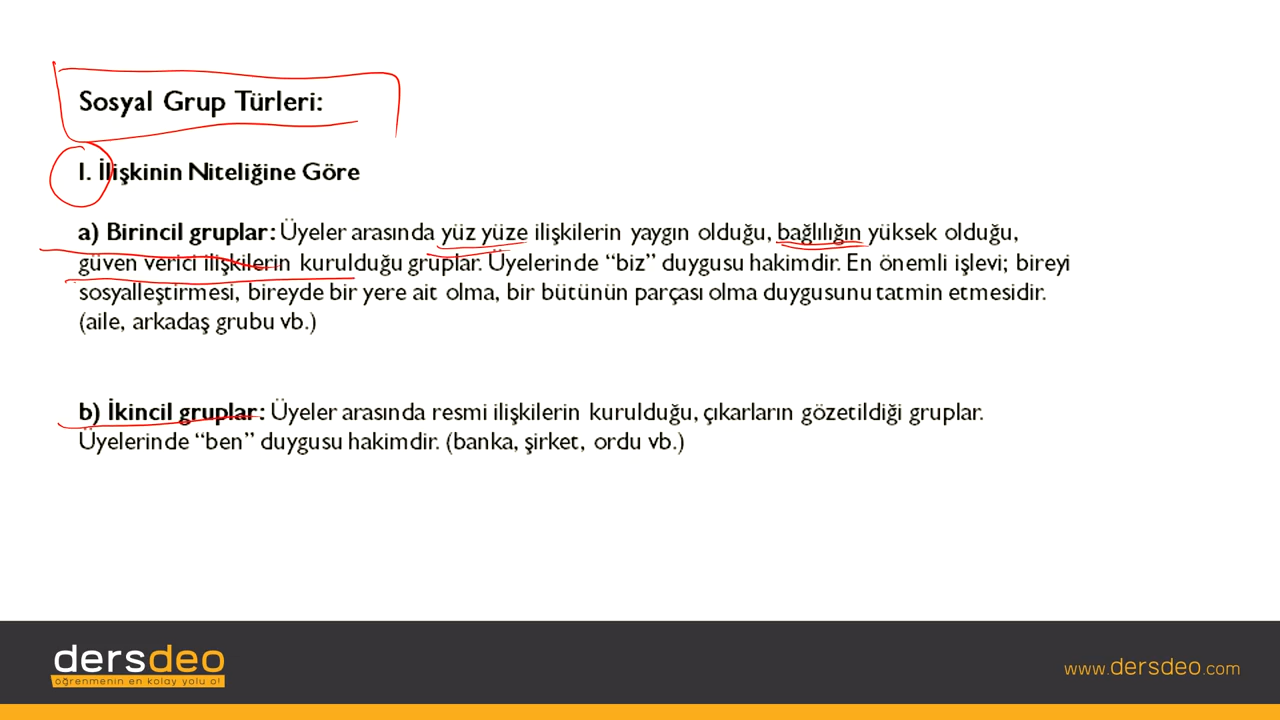 Sosyal Grup Türleri:
I. İlişkinin Niteliğine Göre
a) Birincil gruplar: Üyeler arasında yüz yüze ilişkilerin yaygın olduğu, bağlılığın yüksek olduğu,
güven verici ilişkilerin kurulduğu gruplar. Üyelerinde “biz” duygusu hakimdir. En önemli işlevi; bireyi
sosyalleştirmesi, bireyde bir yere ait olma, bir bütünün parçası olma duygusunu tatmin etmesidir.
(aile, arkadaş grubu vb.)
b) İkincil gruplar: Üyeler arasında resmi ilişkilerin kurulduğu, çıkarların gözetildiği gruplar.
Üyelerinde “ben” duygusu hakimdir. (banka, şirket, ordu vb.)
dersdeo
öğrenmenin en kolay yolu o!
www.dersdeo.com